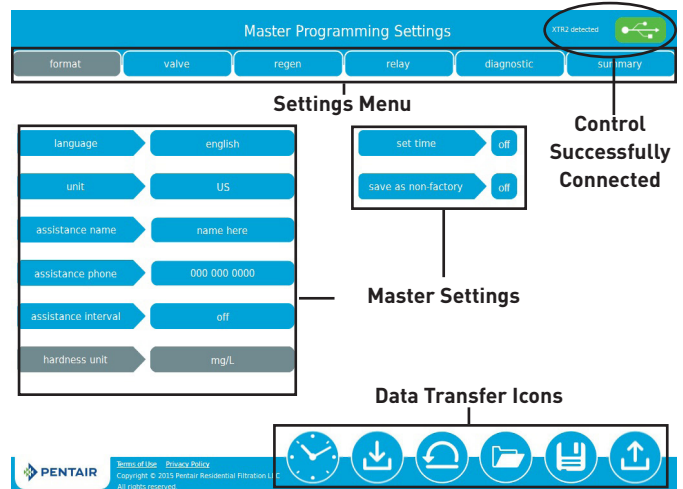 Master Programming Settings
XTR2 detected
format
valve
regen
relay
diagnostic
summary
Settings Menu
Control
Successfully
Connected
language
english
unit
US
assistance name
name here
assistance phone
000 000 0000
assistance interval
off
hardness unit
mg/L
set time
off
save as non-factory
off
Master Settings
Data Transfer Icons
PENTAIR
Terms of Use Privacy Policy
Copyright © 2015 Pentair Residential Filtration LLC
All rights reserved.